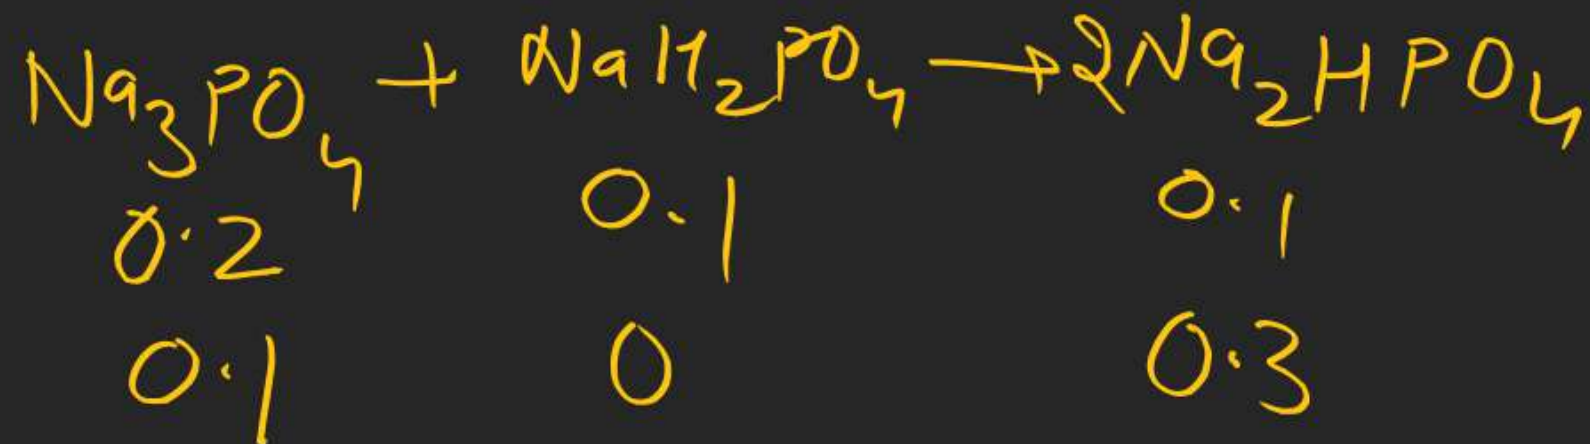 Na₃PO₄ + NaH₂PO₄ → 2Na₂HPO₄
0.2 0.1 0.1
0.1 0 0.3